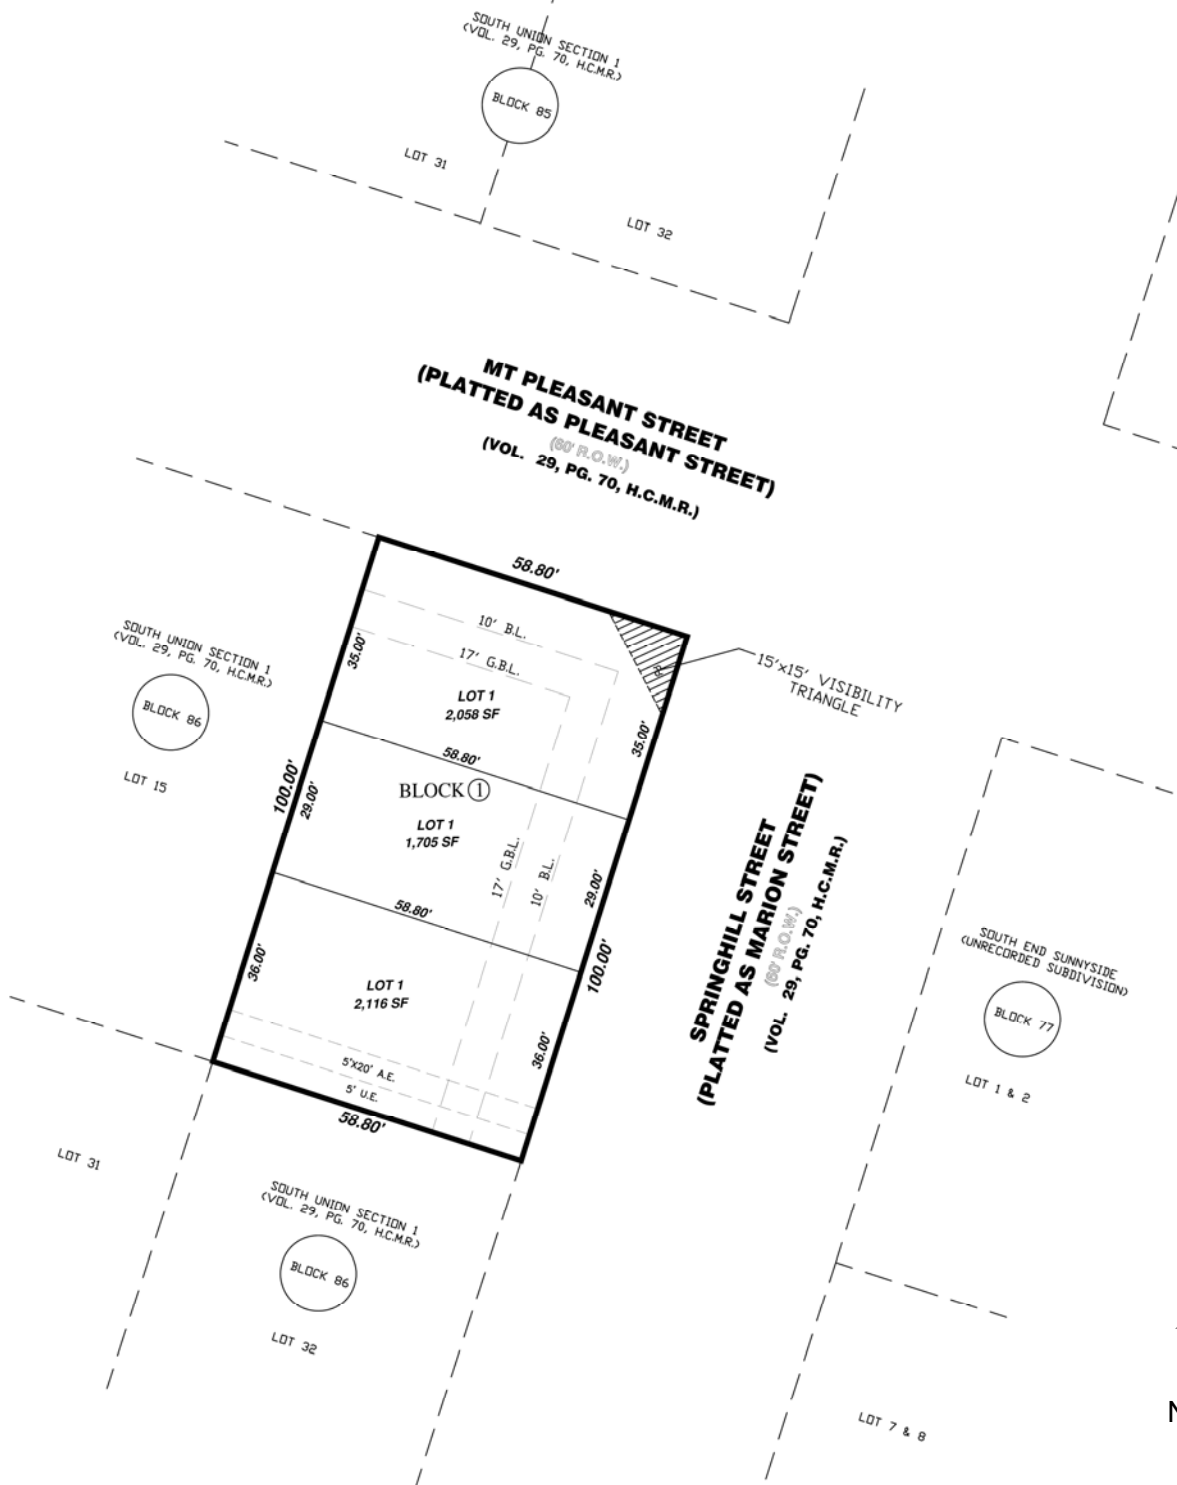 SOUTH UNION SECTION 1
(VOL. 29, PG. 70, H.C.M.R.)
BLOCK 85
LOT 31
LOT 32
MT PLEASANT STREET
(PLATTED AS PLEASANT STREET)
(60' R.O.W.)
(VOL. 29, PG. 70, H.C.M.R.)
58.80'
SOUTH UNION SECTION 1
(VOL. 29, PG. 70, H.C.M.R.)
BLOCK 86
LOT 15
10' B.L.
17' G.B.L.
35.00'
LOT 1
2,058 SF
15'x15' VISIBILITY
TRIANGLE
35.00'
58.80'
100.00'
29.00'
BLOCK 1
LOT 1
1,705 SF
17' G.B.L.
10' B.L.
29.00'
58.80'
100.00'
36.00'
LOT 1
2,116 SF
36.00'
5'X20' A.E.
5' U.E.
58.80'
SPRINGHILL STREET
(PLATTED AS MARION STREET)
(60' R.O.W.)
(VOL. 29, PG. 70, H.C.M.R.)
SOUTH END SUNNYSIDE
(UNRECORDED SUBDIVISION)
BLOCK 77
LOT 1 & 2
LOT 31
SOUTH UNION SECTION 1
(VOL. 29, PG. 70, H.C.M.R.)
BLOCK 86
LOT 32
LOT 7 & 8
N